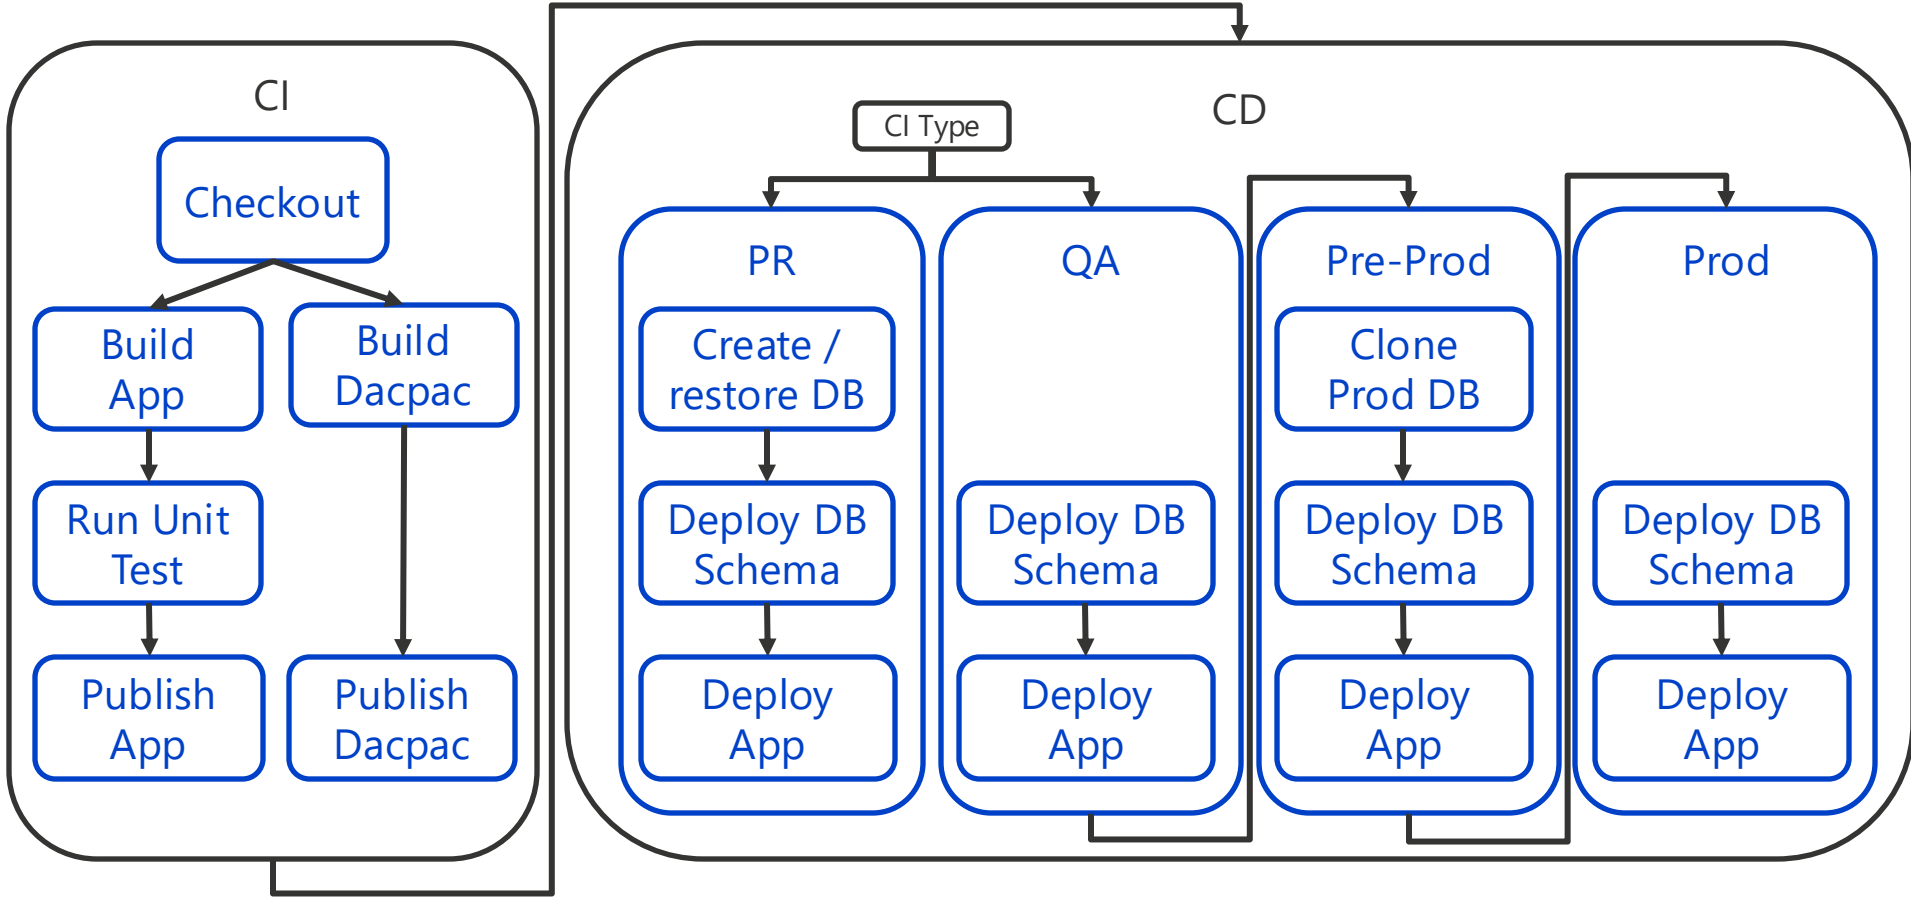 CI
Checkout
Build
App
Build
Dacpac
Run Unit
Test
Publish
App
Publish
Dacpac
CD
CI Type
PR
Create /
restore DB
Deploy DB
Schema
Deploy
App
QA
Deploy DB
Schema
Deploy
App
Pre-Prod
Clone
Prod DB
Deploy DB
Schema
Deploy
App
Prod
Deploy DB
Schema
Deploy
App